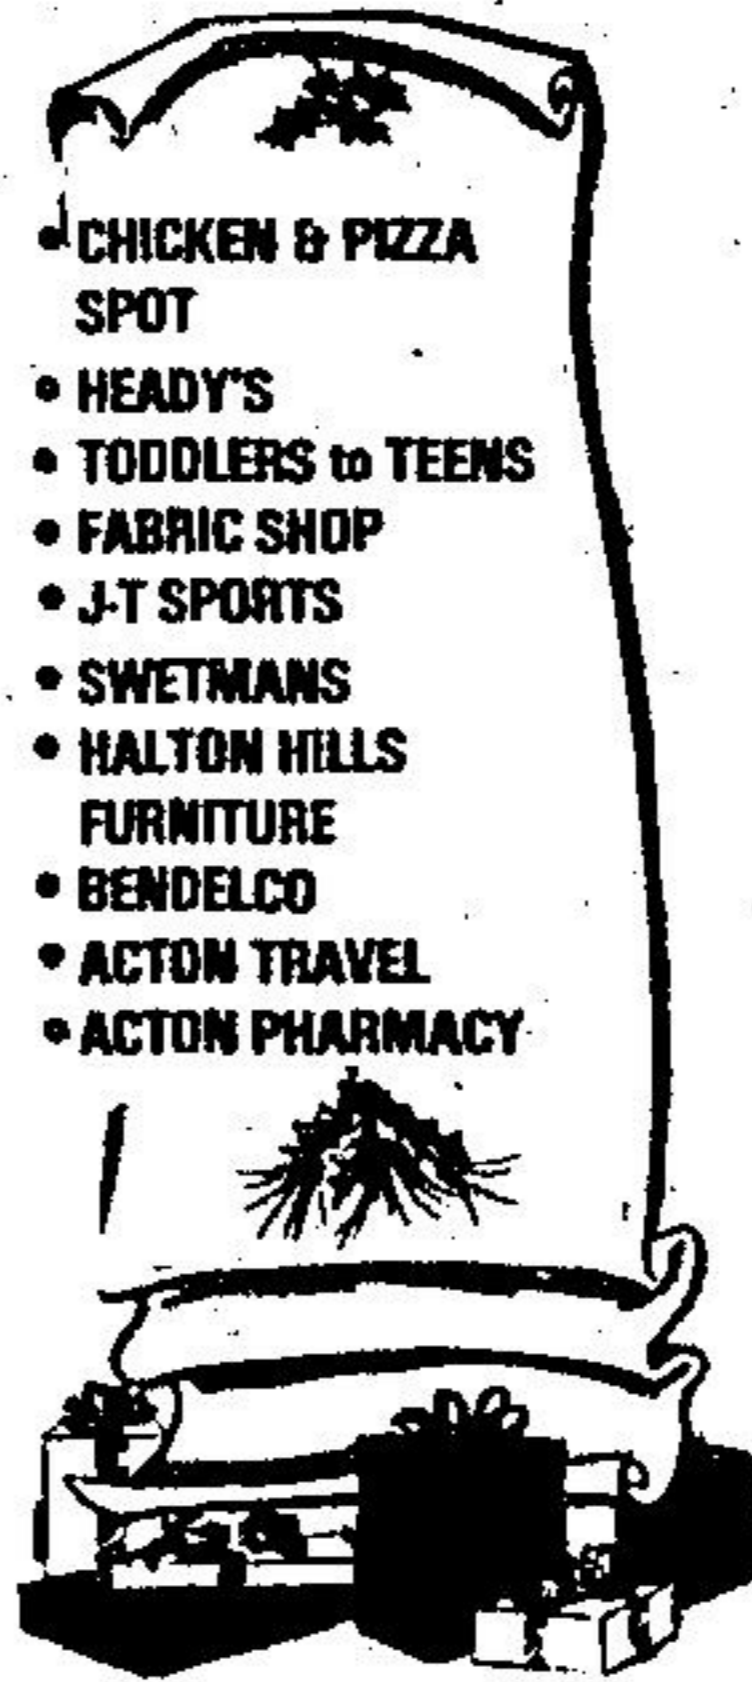 • CHICKEN & PIZZA
SPOT
• HEADY'S
• TODDLERS to TEENS
• FABRIC SHOP
• J-T SPORTS
• SWETMANS
• HALTON HILLS
FURNITURE
• BENDELCO
• ACTON TRAVEL
• ACTON PHARMACY